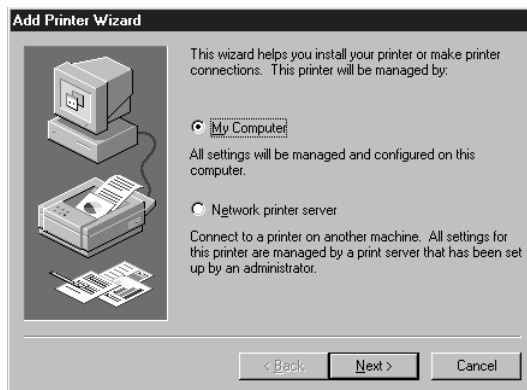 Add Printer Wizard
This wizard helps you install your printer or make printer
connections. This printer will be managed by:
My Computer
All settings will be managed and configured on this
computer.
Network printer server
Connect to a printer on another machine. All settings for
this printer are managed by a print server that has been set
up by an administrator.
< Back
Next >
Cancel